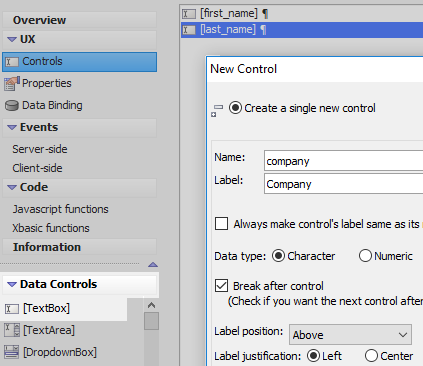 Overview
UX
Controls
Properties
Data Binding
Events
Server-side
Client-side
Code
Javascript functions
Xbasic functions
Information
Data Controls
[TextBox]
[TextArea]
[DropdownBox]
[first_name] ¶
[last_name] ¶
New Control
Create a single new control
Name: company
Label: Company
Always make control's label same as its
Data type: Character Numeric
Break after control
(Check if you want the next control after
Label position: Above
Label justification: Left Center